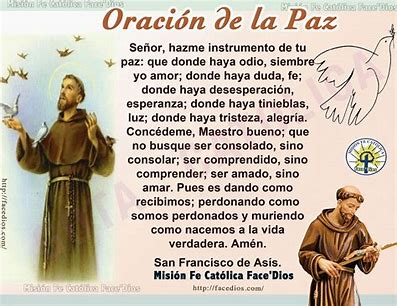 Misión Fe Católica Face'Dios
Oración de la Paz
Señor, hazme instrumento de tu
paz: que donde haya odio, siembre
yo amor; donde haya duda, fe;
donde haya desesperación,
esperanza; donde haya tinieblas,
luz; donde haya tristeza, alegría.
Concédeme, Maestro bueno; que
no busque ser consolado, sino
consolar; ser comprendido, sino
comprender; ser amado, sino
amar. Pues es dando como
recibimos; perdonando como
somos perdonados y muriendo
como nacemos a la vida
verdadera. Amén.
San Francisco de Asís.
Misión Fe Católica Face'Dios
http://facedios.com/
http://facedios.com/
Misión Fe Católica Face'Dios